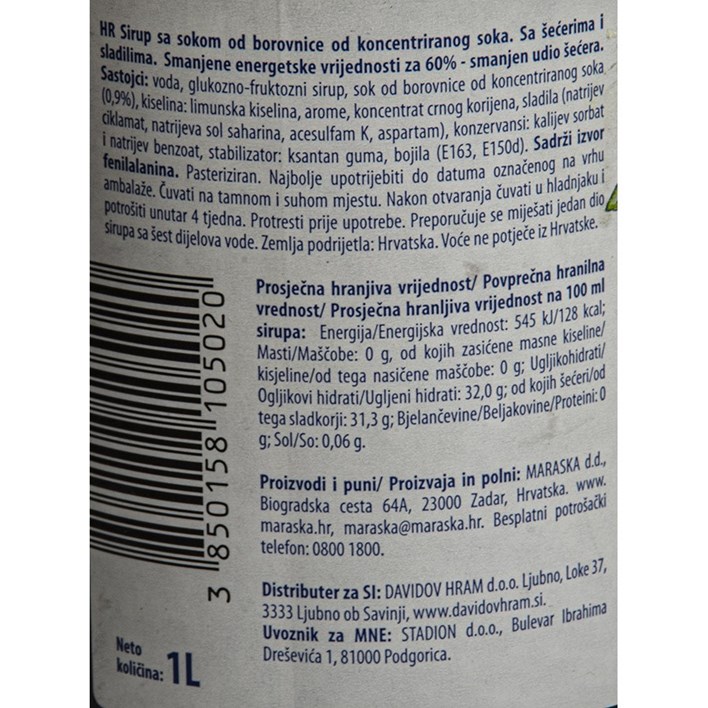 HR Sirup sa sokom od borovnice od koncentriranog soka. Sa šećerima i
sladilima. Smanjene energetske vrijednosti za 60% - smanjen udio šećera.
Sastojci: voda, glukozno-fruktozni sirup, sok od borovnice od koncentriranog soka
(0,9%), kiselina: limunska kiselina, arome, koncentrat crnog korijena, sladila (natrijev
ciklamat, natrijeva sol saharina, acesulfam K, aspartam), konzervansi: kalijev sorbat
i natrijev benzoat, stabilizator: ksantan guma, bojila (E163, E150d). Sadrži izvor
fenilalanina. Pasteriziran. Najbolje upotrijebiti do datuma označenog na vrhu
ambalaže. Čuvati na tamnom i suhom mjestu. Nakon otvaranja čuvati u hladnjaku i
potrošiti unutar 4 tjedna. Protresti prije upotrebe. Preporučuje se miješati jedan dio
sirupa sa šest dijelova vode. Zemlja podrijetla: Hrvatska. Voće ne potječe iz Hrvatske.
Prosječna hranjiva vrijednost/ Povprečna hranilna
vrednost/ Prosječna hranljiva vrijednost na 100 ml
sirupa: Energija/Energijska vrednost: 545 kJ/128 kcal;
Masti/Maščobe: 0 g, od kojih zasićene masne kiseline/
kisjeline/od tega nasičene maščobe: 0 g; Ugljikohidrati/
Ogljikovi hidrati/Ugljeni hidrati: 32,0 g; od kojih šećeri/od
tega sladkorji: 31,3 g; Bjelančevine/Beljakovine/Proteini: 0
g; Sol/So: 0,06 g.
Proizvodi i puni/ Proizvaja in polni: MARASKA d.d.,
Biogradska cesta 64A, 23000 Zadar, Hrvatska. www.
maraska.hr, maraska@maraska.hr. Besplatni potrošački
telefon: 0800 1800.
Distributer za SI: DAVIDOV HRAM d.o.o. Ljubno, Loke 37,
3333 Ljubno ob Savinji, www.davidovhram.si.
Uvoznik za MNE: STADION d.o.o., Bulevar Ibrahima
Dreševića 1, 81000 Podgorica.
3 850158 105020
Neto
količina: 1L